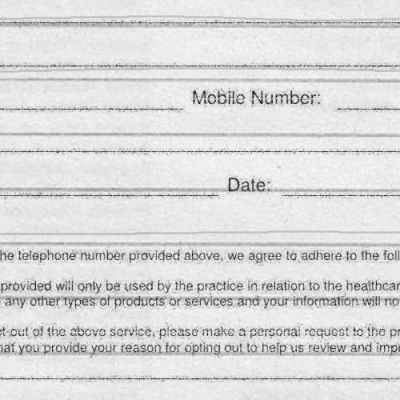 Mobile Number:
Date:
he telephone number provided above, we agree to adhere to the foll
provided will only be used by the practice in relation to the healthcar
any other types of products or services and your information will no
t-out of the above service, please make a personal request to the pr
hat you provide your reason for opting out to help us review and impr